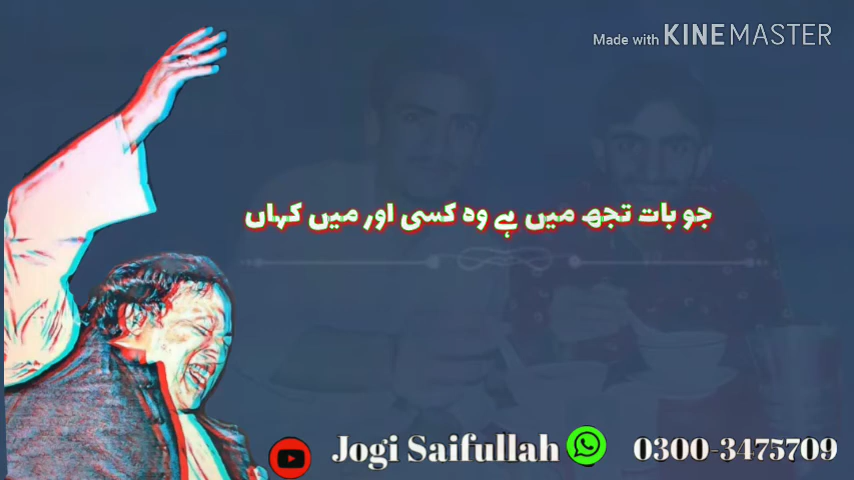 Made with KINEMASTER
جو بات تجھ میں ہے وہ کسی اور میں کہاں
Jogi Saifullah 0300-3475709